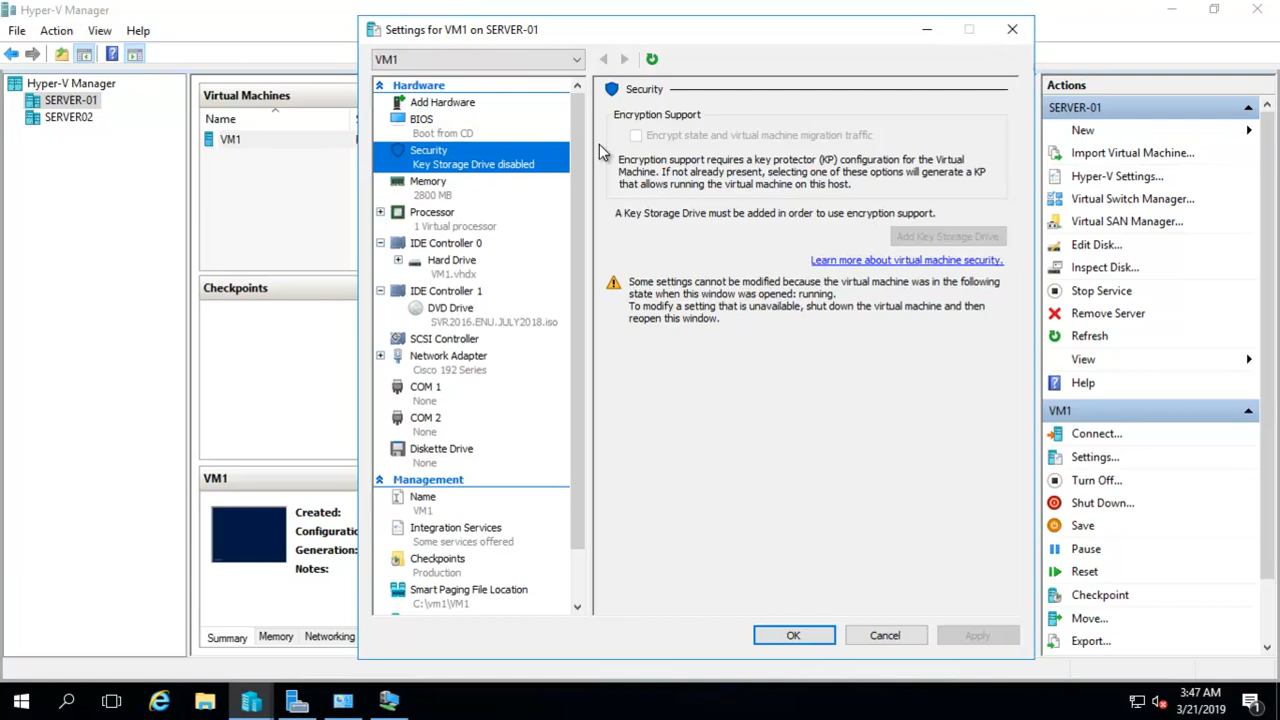 Hyper-V Manager
File Action View Help
Hyper-V Manager
SERVER-01
SERVER02
Virtual Machines
Name
VM1
Checkpoints
VM1
Created:
Configuratio
Generation:
Notes:
Summary Memory Networking
Settings for VM1 on SERVER-01
VM1
Hardware
Add Hardware
BIOS
Boot from CD
Security
Key Storage Drive disabled
Memory
2800 MB
Processor
1 Virtual processor
IDE Controller 0
Hard Drive
VM1.vhdx
IDE Controller 1
DVD Drive
SVR2016.ENU.JULY2018.iso
SCSI Controller
Network Adapter
Cisco 192 Series
COM 1
None
COM 2
None
Diskette Drive
None
Management
Name
VM1
Integration Services
Some services offered
Checkpoints
Production
Smart Paging File Location
C:\vm1\VM1
Security
Encryption Support
Encrypt state and virtual machine migration traffic
Encryption support requires a key protector (KP) configuration for the Virtual
Machine. If not already present, selecting one of these options will generate a KP
that allows running the virtual machine on this host.
A Key Storage Drive must be added in order to use encryption support.
Add Key Storage Drive
Learn more about virtual machine security.
Some settings cannot be modified because the virtual machine was in the following
state when this window was opened: running.
To modify a setting that is unavailable, shut down the virtual machine and then
reopen this window.
OK Cancel Apply
Actions
SERVER-01
New
Import Virtual Machine...
Hyper-V Settings...
Virtual Switch Manager...
Virtual SAN Manager...
Edit Disk...
Inspect Disk...
Stop Service
Remove Server
Refresh
View
Help
VM1
Connect...
Settings...
Turn Off...
Shut Down...
Save
Pause
Reset
Checkpoint
Move...
Export...
3:47 AM
3/21/2019
1